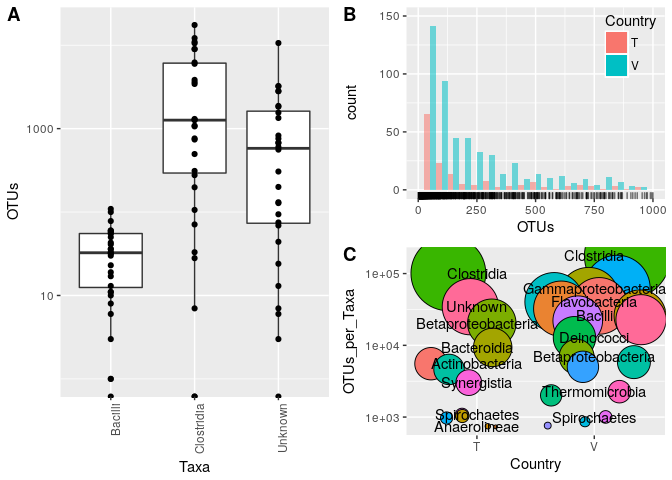 A
OTUs
1000
10
Bacilli
Clostridia
Unknown
Taxa
B
count
150
100
50
0
0
250
500
750
1000
OTUs
Country
T
V
C
OTUs_per_Taxa
1e+05
1e+04
1e+03
Clostridia
Clostridia
Gammaproteobacteria
Unknown
Flavobacteria
Betaproteobacteria
Bacilli
Deinococci
Bacteroidia
Betaproteobacteria
Actinobacteria
Synergistia
Thermomicrobia
Spirochaetes
Spirochaetes
Anaerolineae
T
V
Country